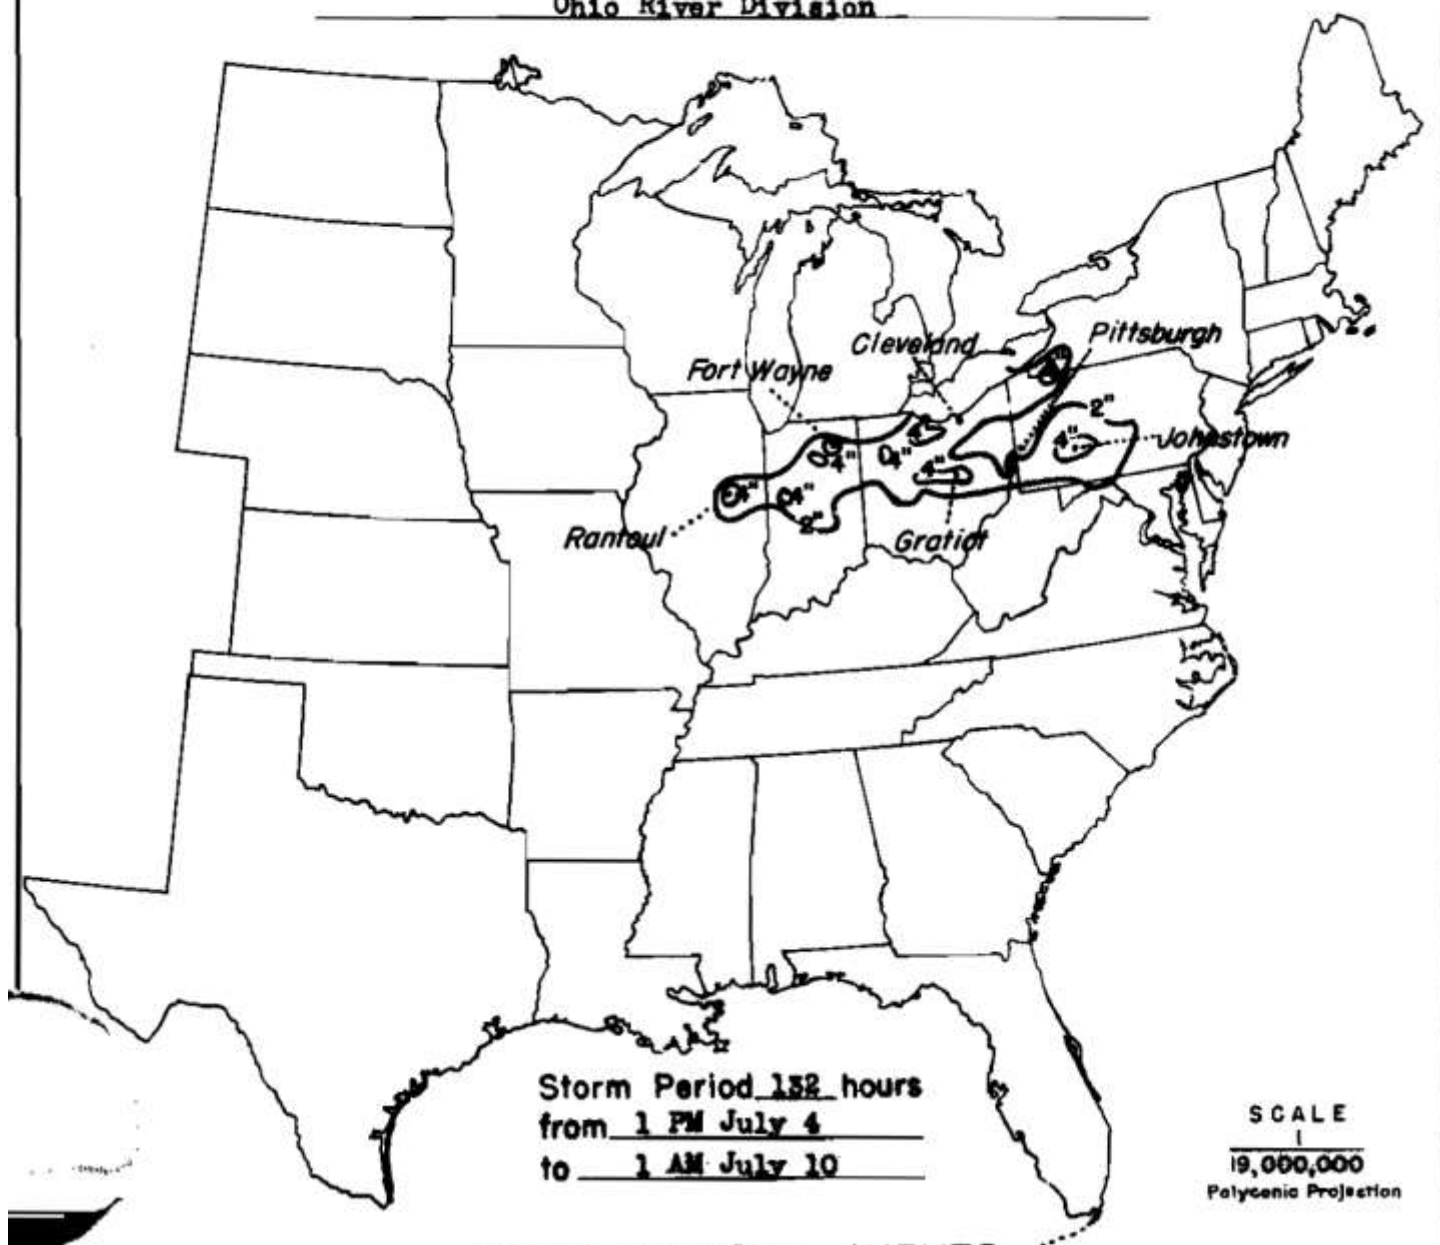 Ohio River Division
Pittsburgh
Cleveland
Fort Wayne
2"
4"
Johnstown
4"
4"
4"
4"
4"
4"
2"
Rantoul
Gratiot
Storm Period 132 hours
from 1 PM July 4
to 1 AM July 10
SCALE
1
19,000,000
Polyconic Projection